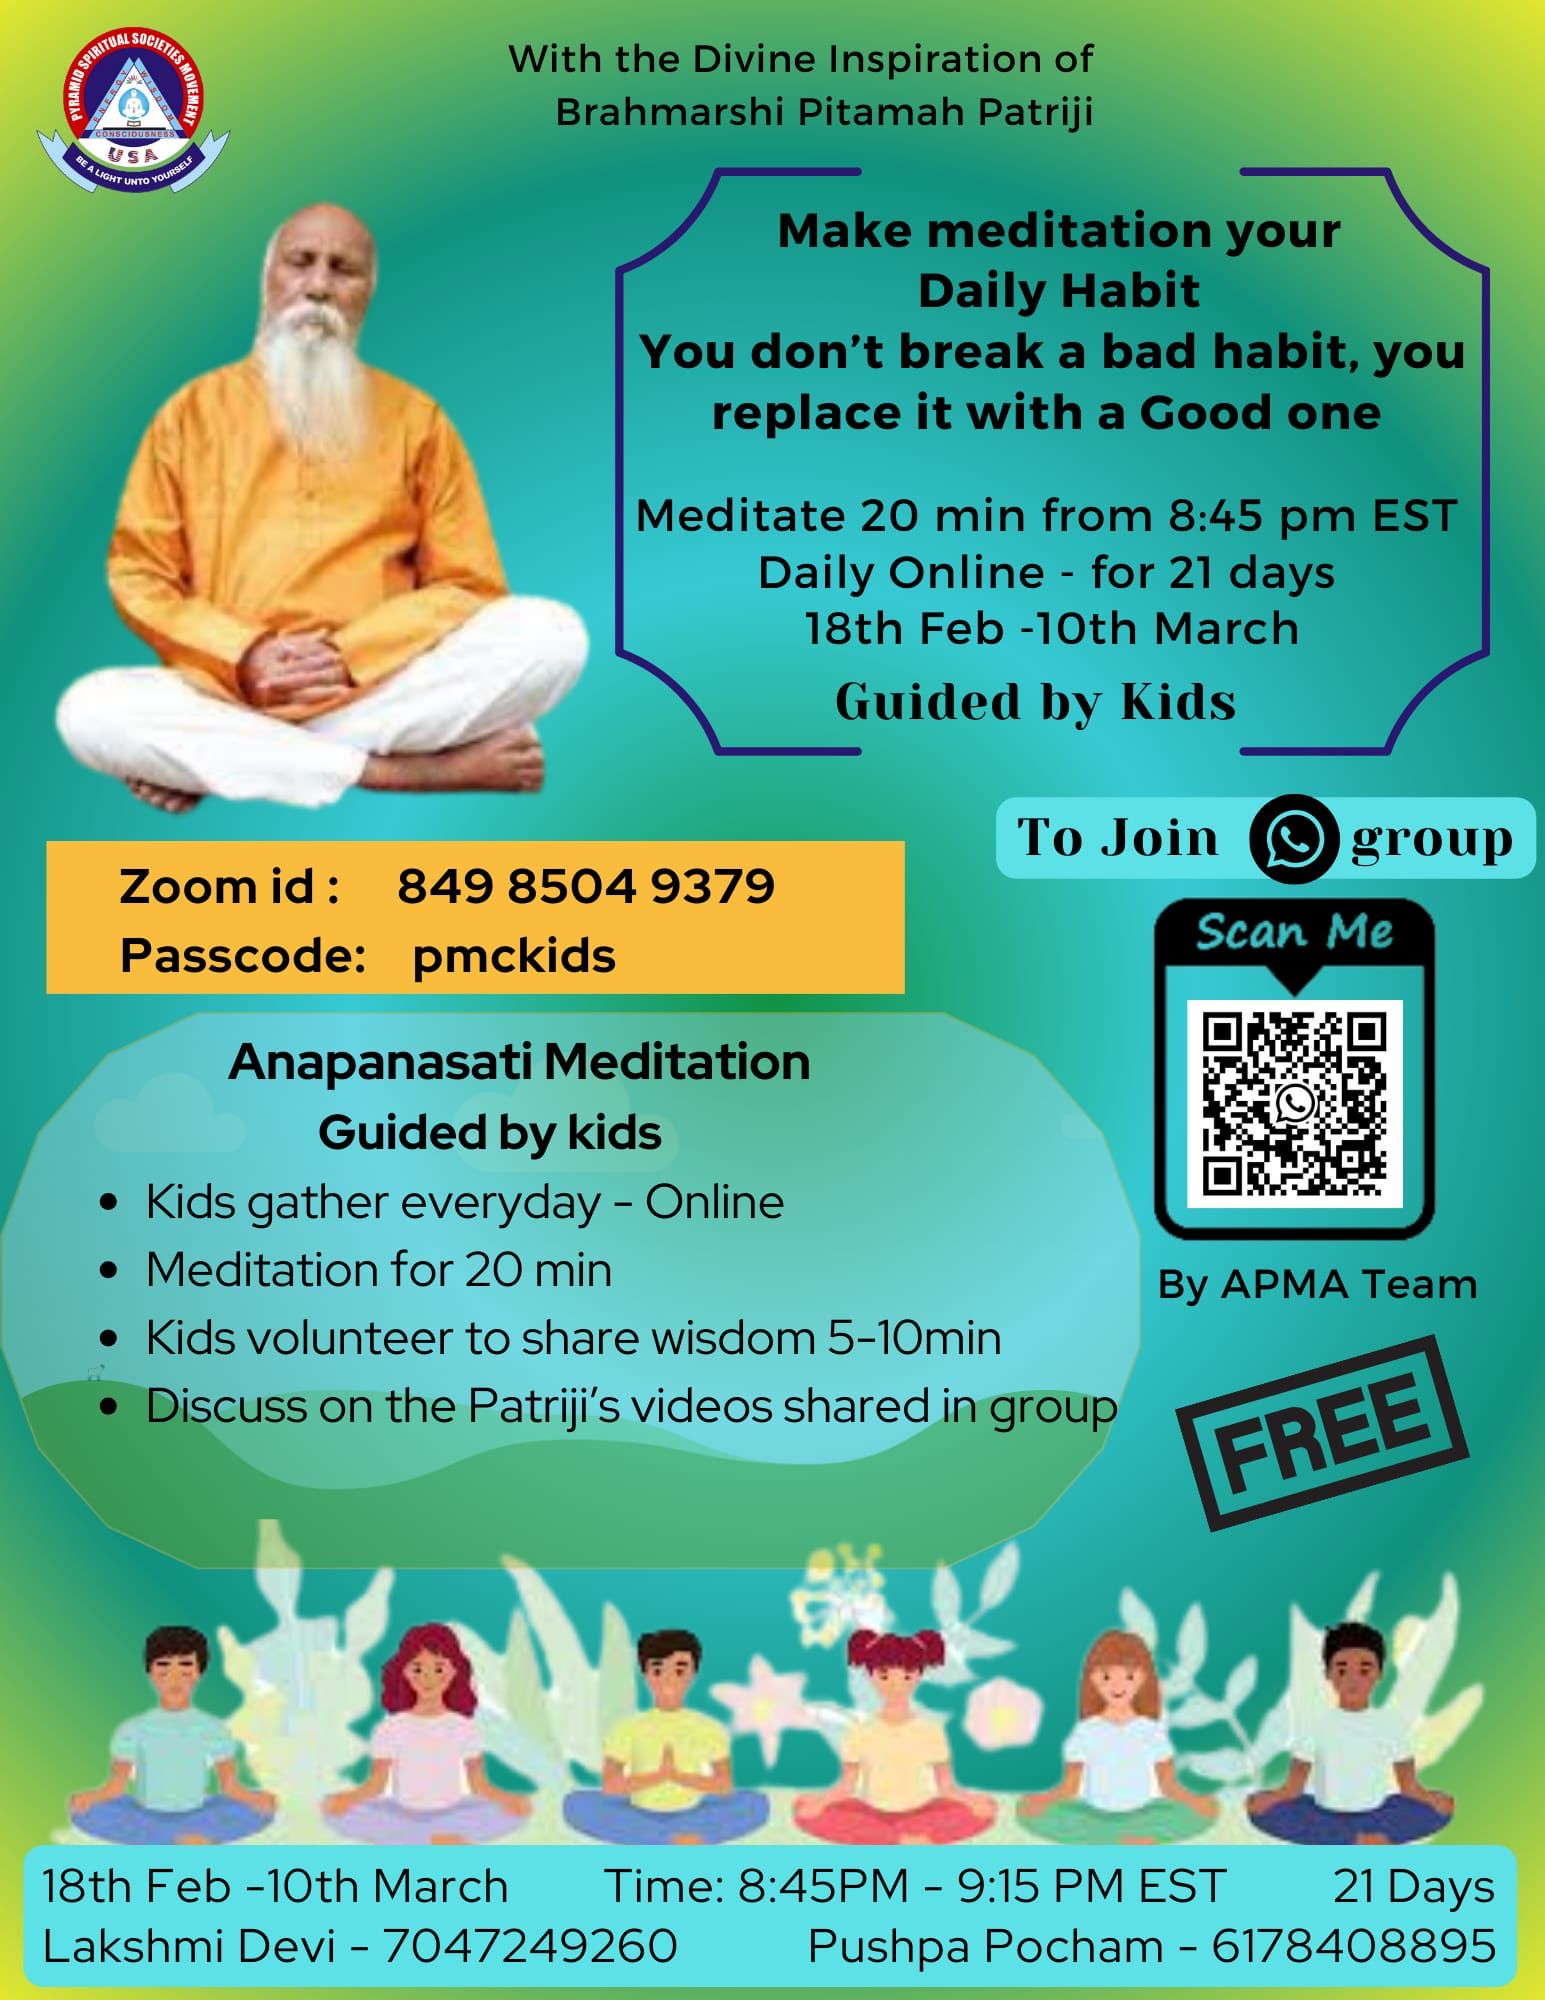 PYRAMID SPIRITUAL SOCIETIES MOVEMENT
ENERGY WISDOM
CONSCIOUSNESS
USA
BE A LIGHT UNTO YOURSELF
With the Divine Inspiration of
Brahmarshi Pitamah Patriji
Make meditation your
Daily Habit
You don’t break a bad habit, you
replace it with a Good one
Meditate 20 min from 8:45 pm EST
Daily Online - for 21 days
18th Feb -10th March
Guided by Kids
To Join group
Scan Me
By APMA Team
FREE
Zoom id : 849 8504 9379
Passcode: pmckids
Anapanasati Meditation
Guided by kids
• Kids gather everyday – Online
• Meditation for 20 min
• Kids volunteer to share wisdom 5–10min
• Discuss on the Patriji’s videos shared in group
18th Feb –10th March Time: 8:45PM – 9:15 PM EST 21 Days
Lakshmi Devi – 7047249260 Pushpa Pocham – 6178408895